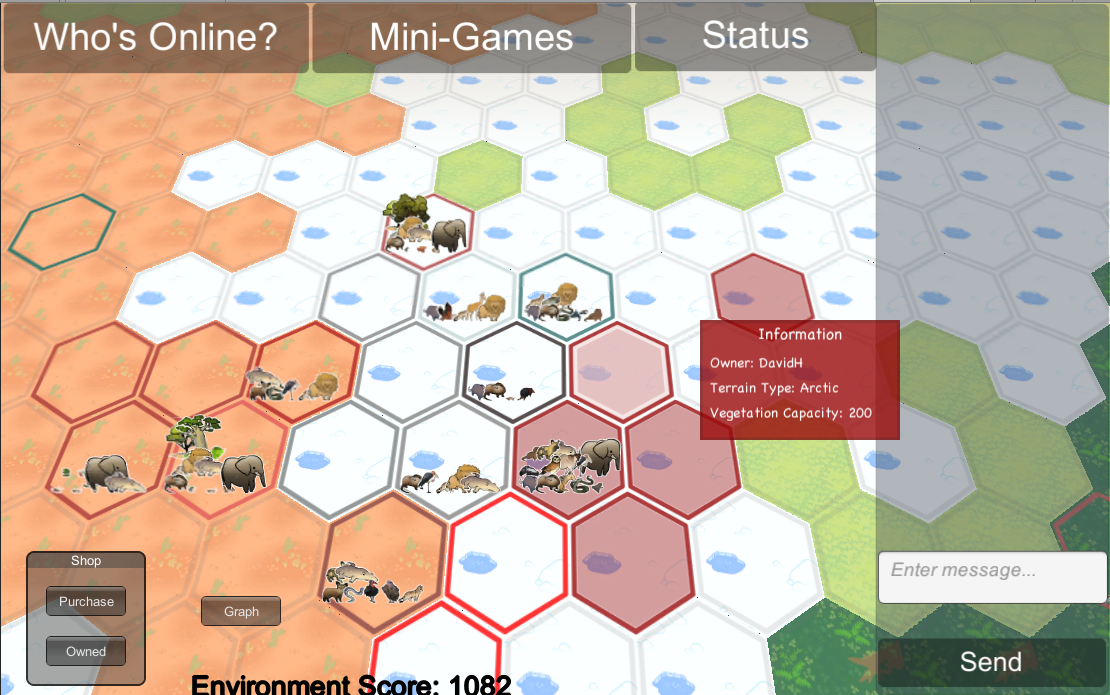 Who's Online?
Mini-Games
Status
Information
Owner: DavidH
Terrain Type: Arctic
Vegetation Capacity: 200
Shop
Purchase
Owned
Graph
Enter message...
Send
Environment Score: 1082